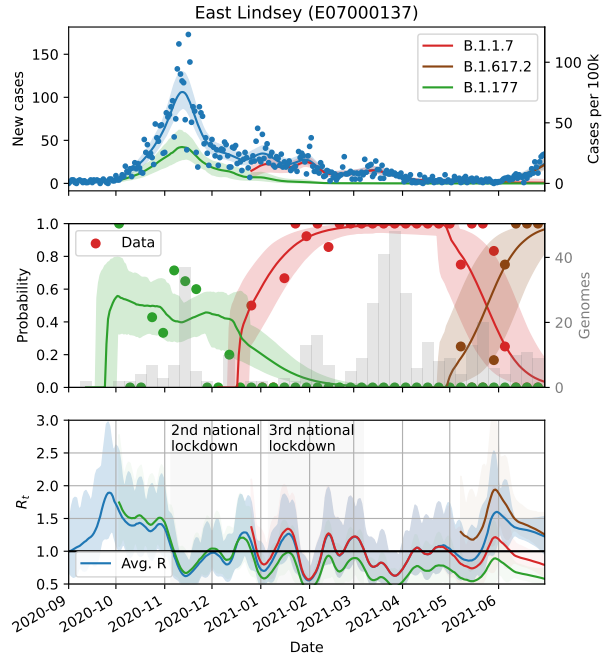 East Lindsey (E07000137)
New cases
150
100
50
0
B.1.1.7
B.1.617.2
B.1.177
100
50
0
Cases per 100k
Probability
1.0
0.8
0.6
0.4
0.2
0.0
Data
40
20
0
Genomes
Rt
3.0
2.5
2.0
1.5
1.0
0.5
2nd national
lockdown
3rd national
lockdown
Avg. R
2020-09
2020-10
2020-11
2020-12
2021-01
2021-02
2021-03
2021-04
2021-05
2021-06
Date